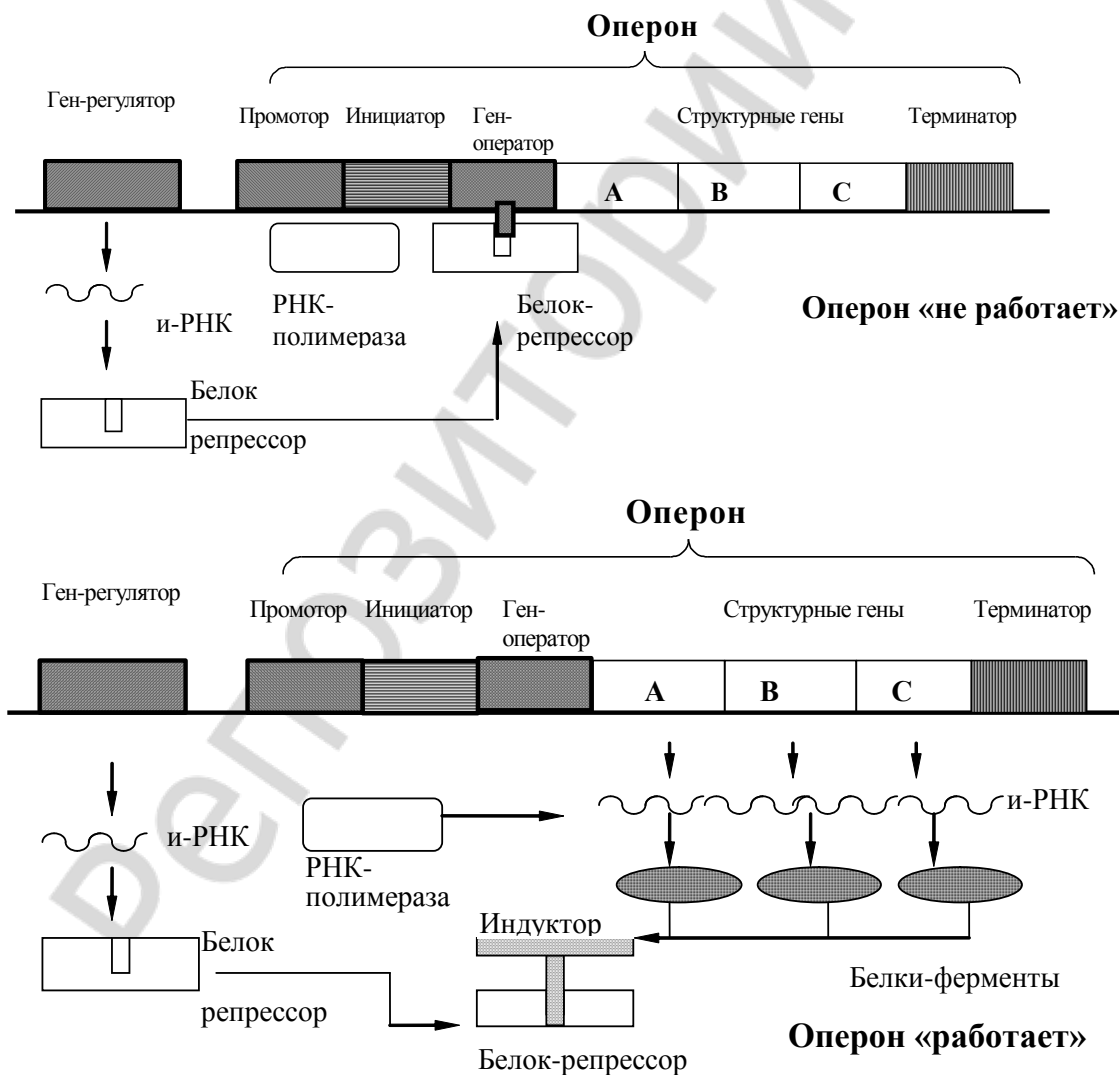 Оперон
Ген-регулятор
Промотор Инициатор Ген-
оператор
Структурные гены Терминатор
A B C
и-РНК
РНК-
полимераза
Белок-
репрессор
Оперон «не работает»
Белок
репрессор
Оперон
Ген-регулятор
Промотор Инициатор Ген-
оператор
Структурные гены Терминатор
A B C
и-РНК
и-РНК
РНК-
полимераза
Индуктор
Белок
репрессор
Белки-ферменты
Белок-репрессор
Оперон «работает»